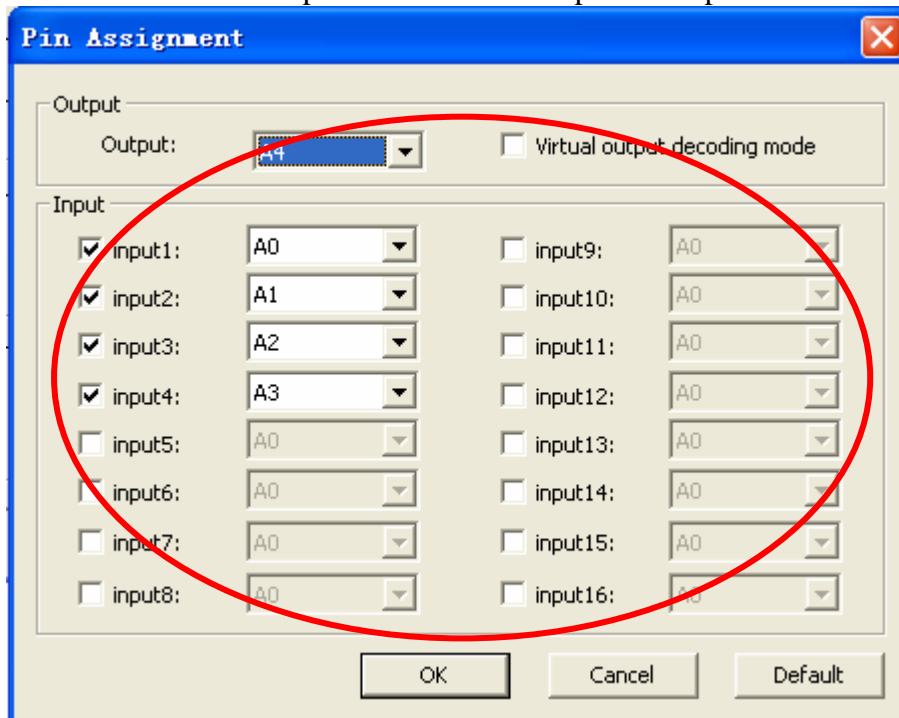 Pin Assignment
Output
Output: A4 Virtual output decoding mode
Input
input1: A0 input9: A0
input2: A1 input10: A0
input3: A2 input11: A0
input4: A3 input12: A0
input5: A0 input13: A0
input6: A0 input14: A0
input7: A0 input15: A0
input8: A0 input16: A0
OK Cancel Default